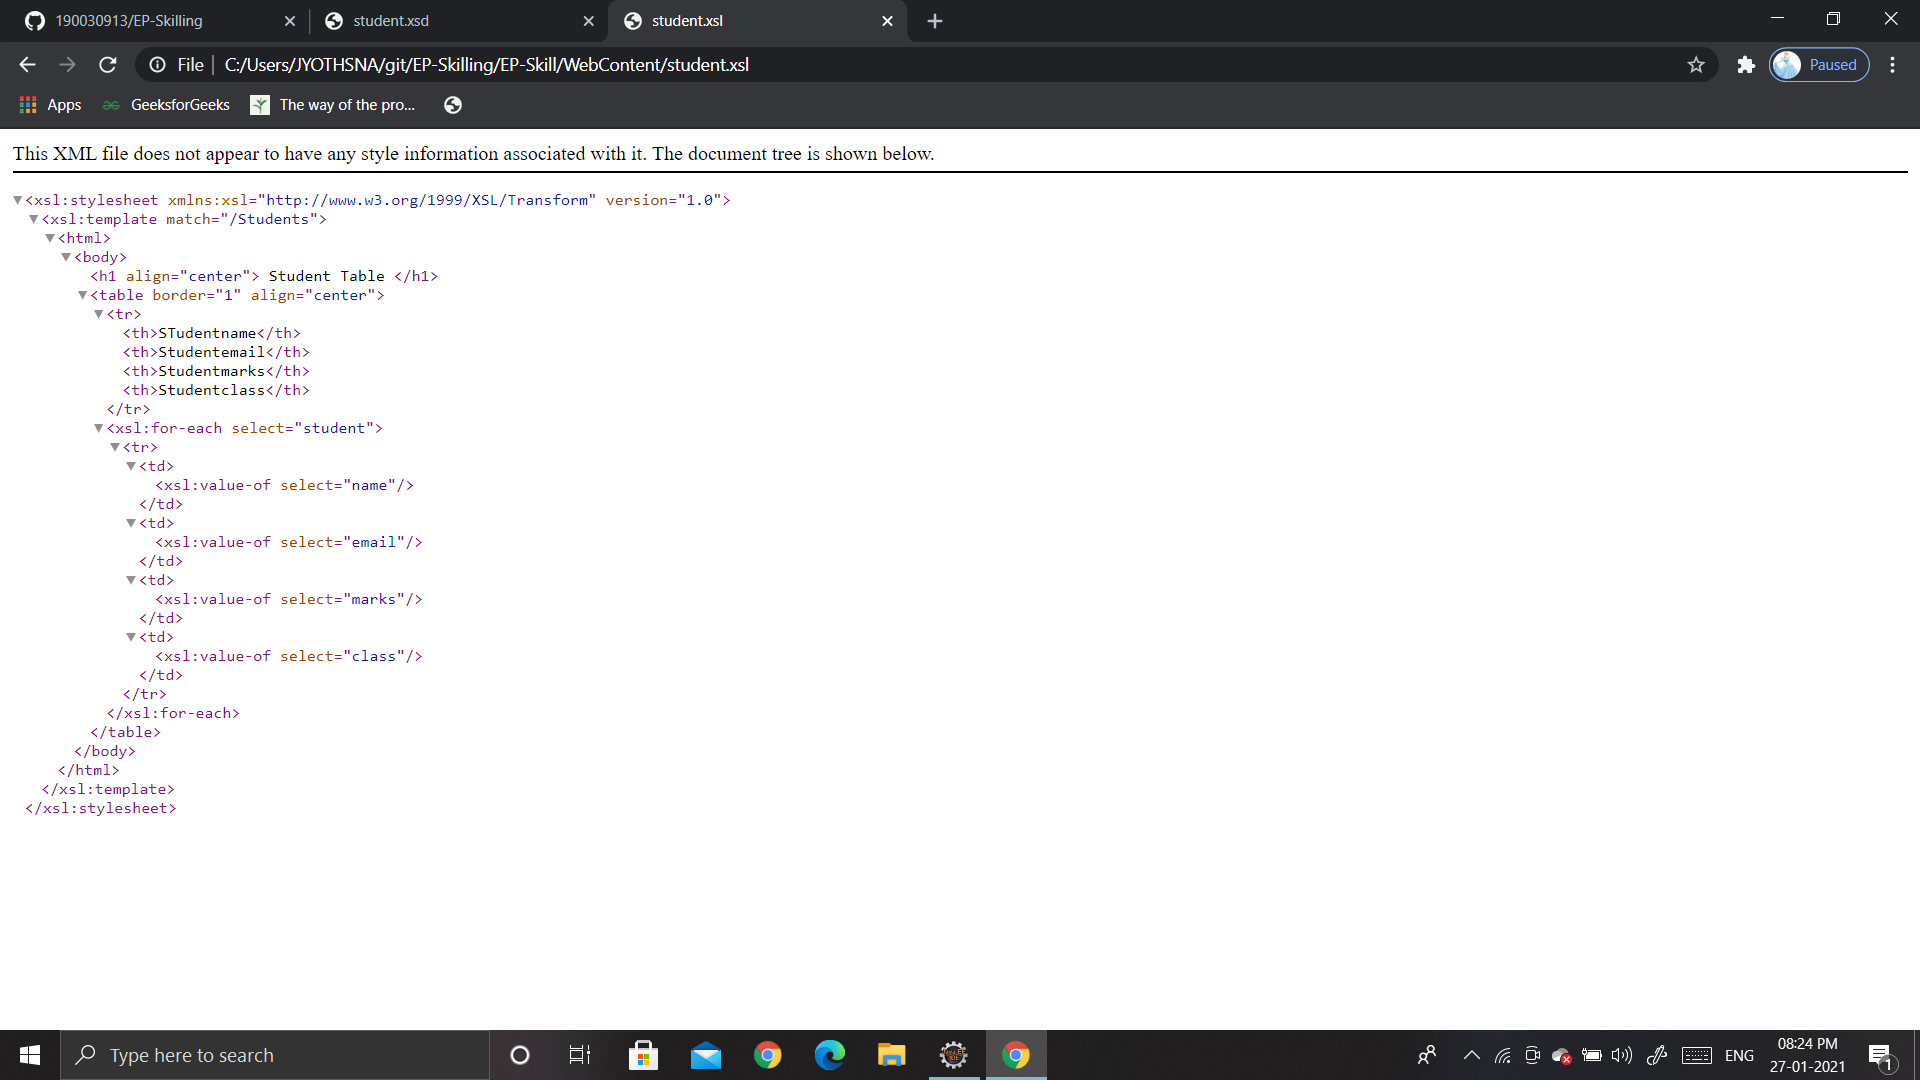 190030913/EP-Skilling
student.xsd
student.xsl
File
C:/Users/JYOTHSNA/git/EP-Skilling/EP-Skill/WebContent/student.xsl
Paused
Apps
GeeksforGeeks
The way of the pro...
This XML file does not appear to have any style information associated with it. The document tree is shown below.
<xsl:stylesheet xmlns:xsl="http://www.w3.org/1999/XSL/Transform" version="1.0">
<xsl:template match="/Students">
<html>
<body>
<h1 align="center"> Student Table </h1>
<table border="1" align="center">
<tr>
<th>STudentname</th>
<th>Studentemail</th>
<th>Studentmarks</th>
<th>Studentclass</th>
</tr>
<xsl:for-each select="student">
<tr>
<td>
<xsl:value-of select="name"/>
</td>
<td>
<xsl:value-of select="email"/>
</td>
<td>
<xsl:value-of select="marks"/>
</td>
<td>
<xsl:value-of select="class"/>
</td>
</tr>
</xsl:for-each>
</table>
</body>
</html>
</xsl:template>
</xsl:stylesheet>
Type here to search
ENG
08:24 PM
27-01-2021
1